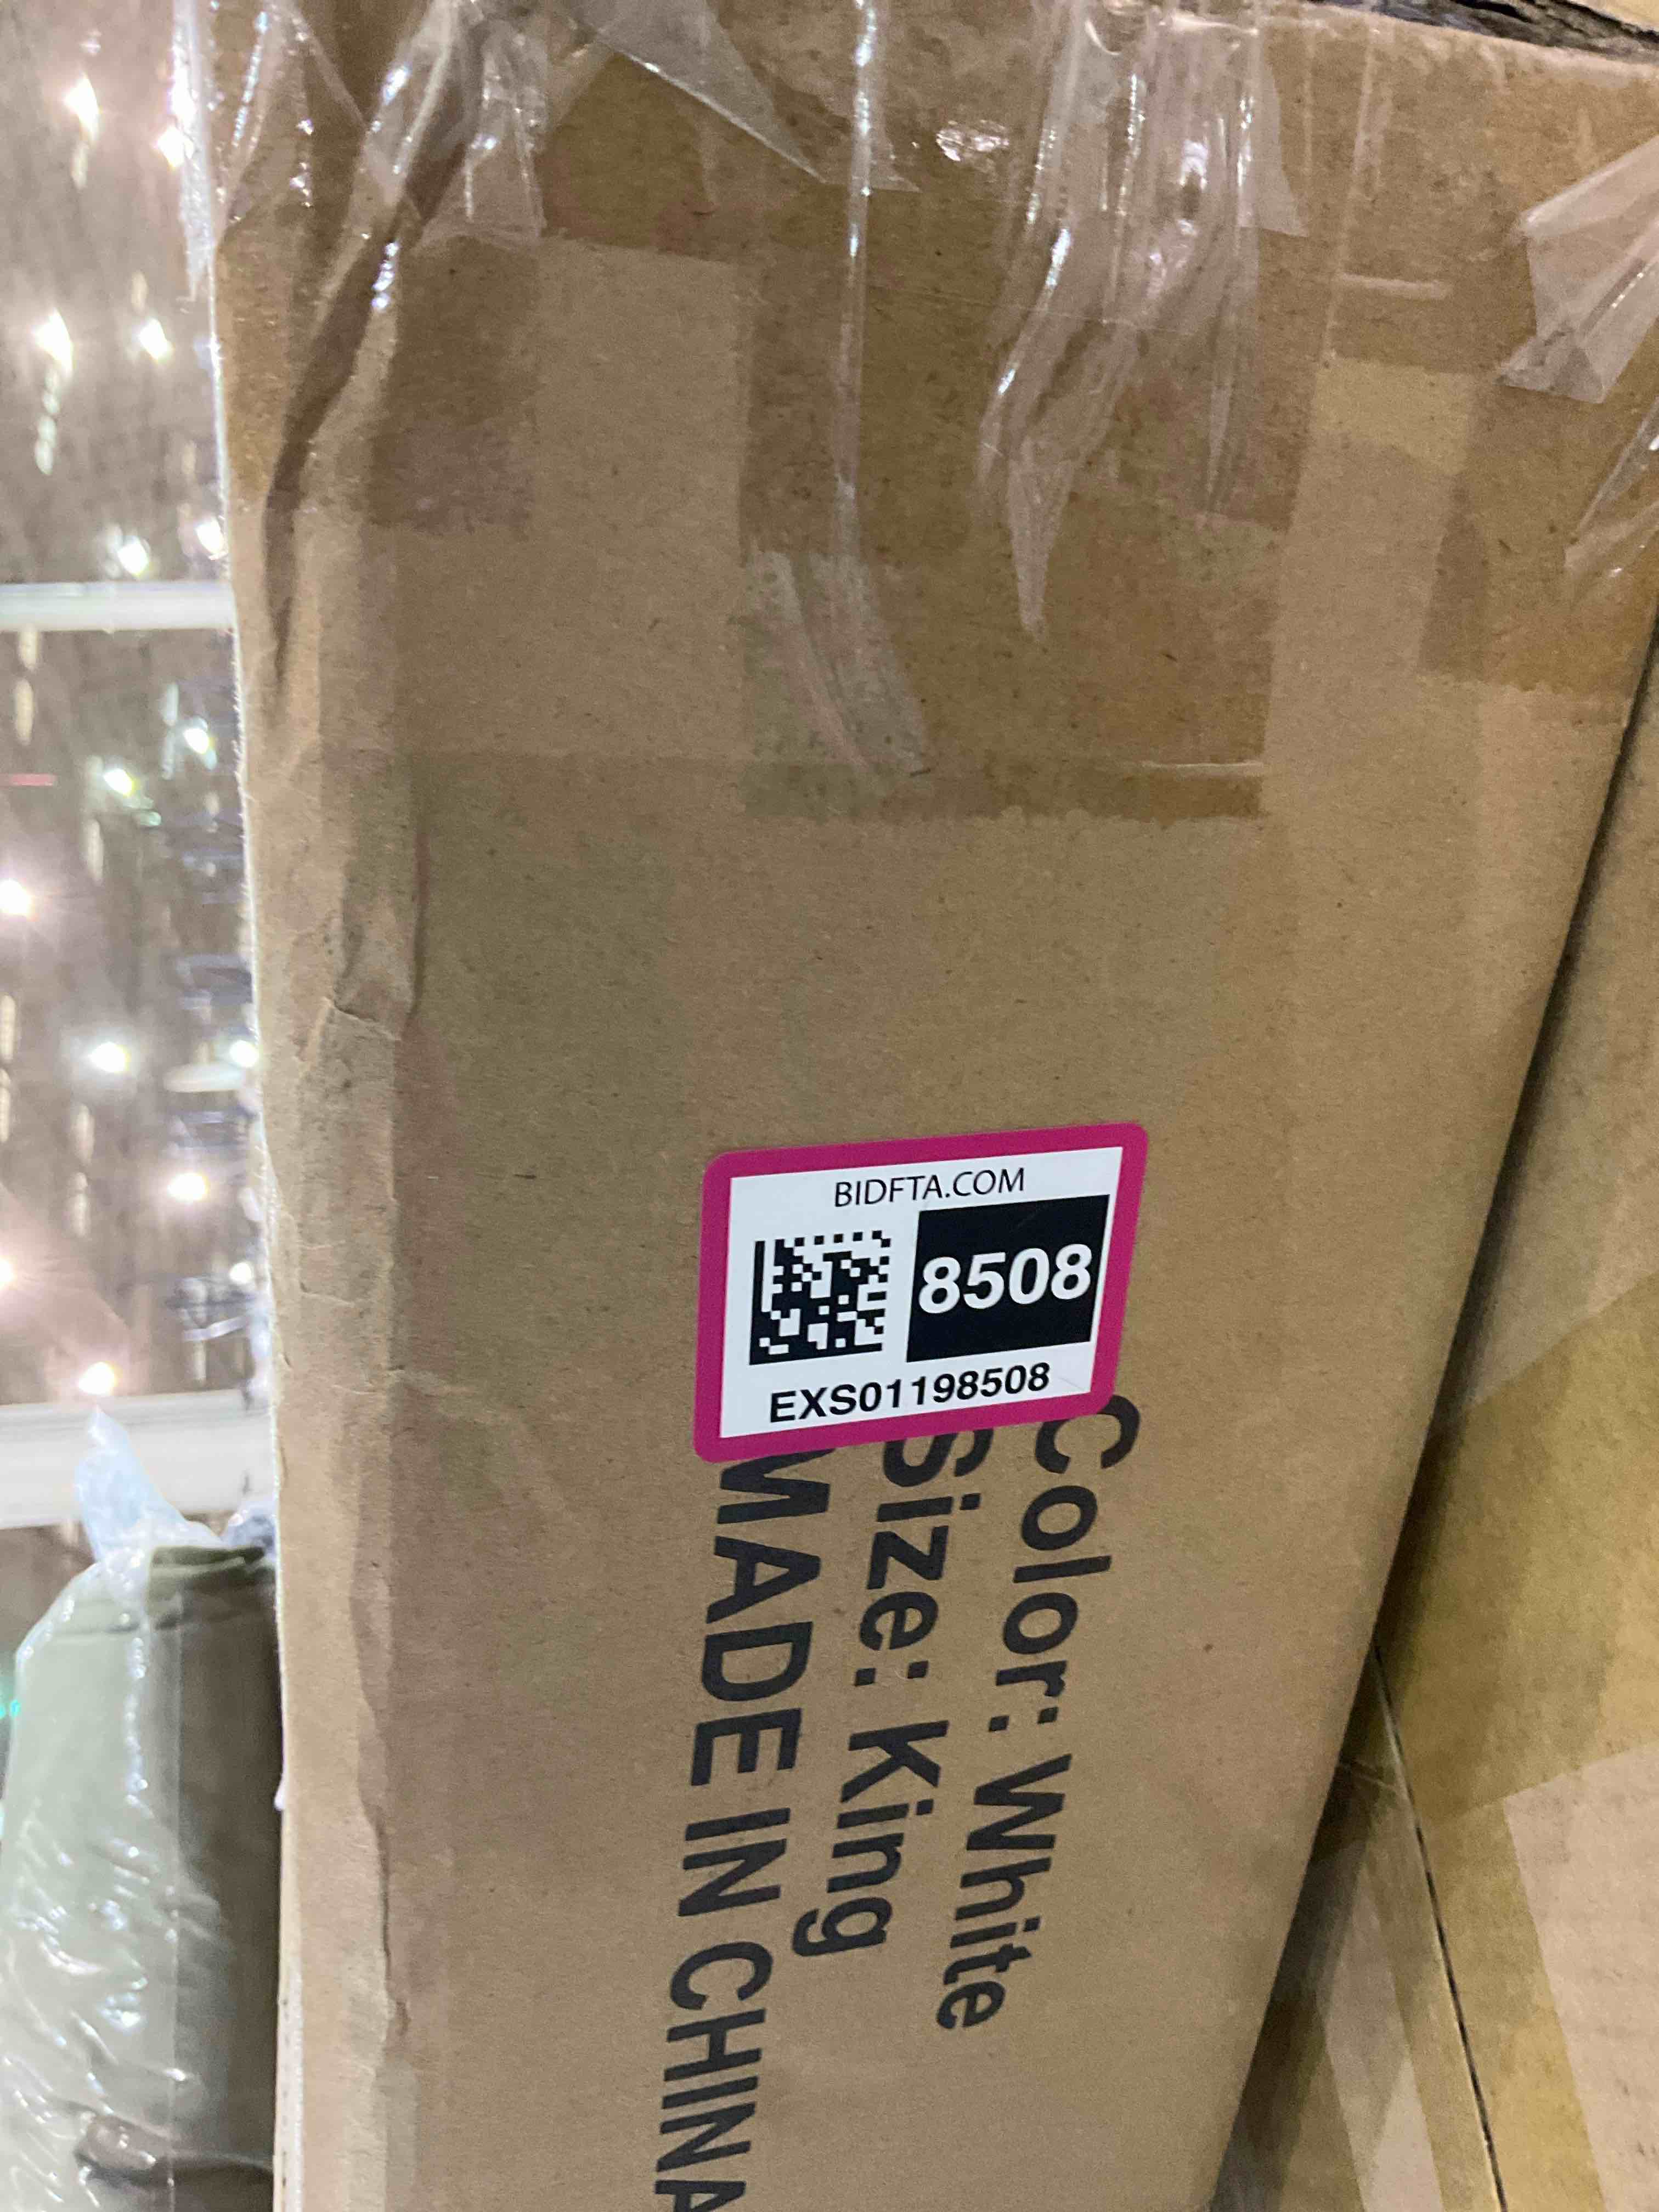 BIDFTA.COM
8508
EXS01198508
Color: White
Size: King
MADE IN CHINA